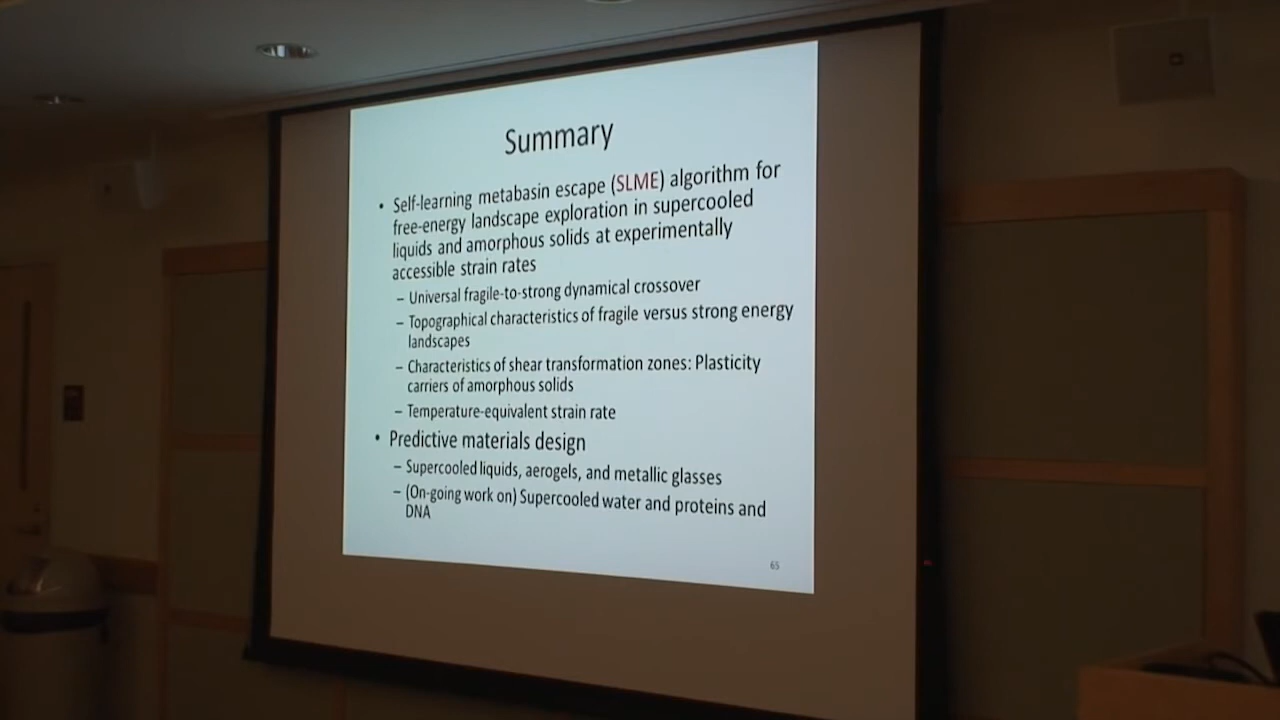 Summary
• Self-learning metabasin escape (SLME) algorithm for
free-energy landscape exploration in supercooled
liquids and amorphous solids at experimentally
accessible strain rates
– Universal fragile-to-strong dynamical crossover
– Topographical characteristics of fragile versus strong energy
landscapes
– Characteristics of shear transformation zones: Plasticity
carriers of amorphous solids
– Temperature-equivalent strain rate
• Predictive materials design
– Supercooled liquids, aerogels, and metallic glasses
– (On-going work on) Supercooled water and proteins and
DNA
65